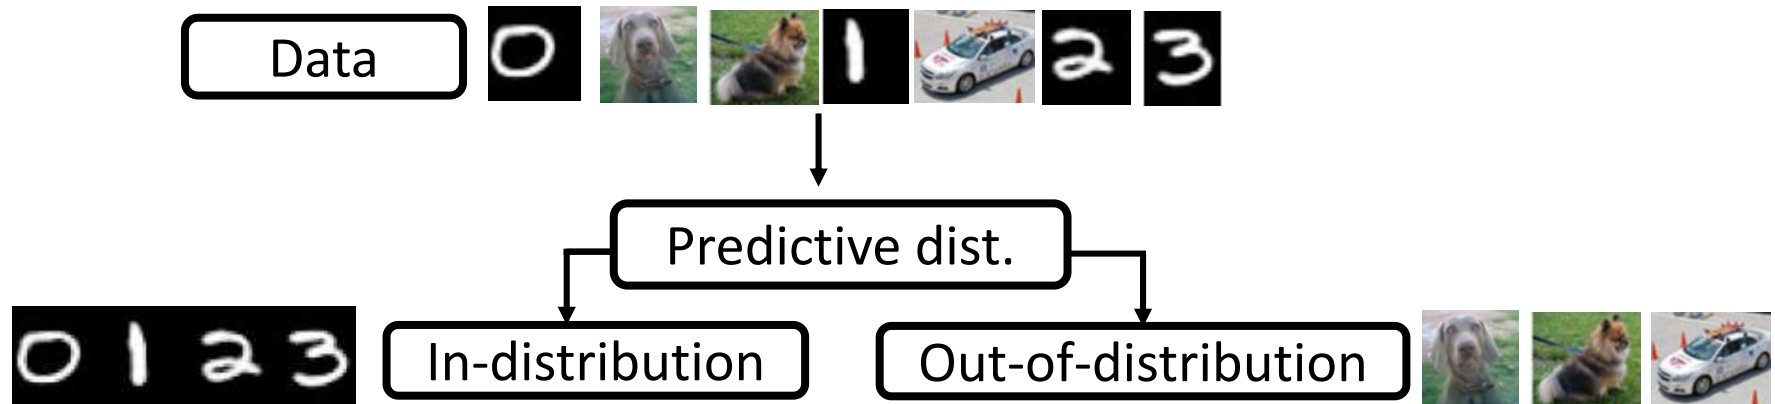 Data
0
1
2
3
Predictive dist.
0 1 2 3
In-distribution
Out-of-distribution